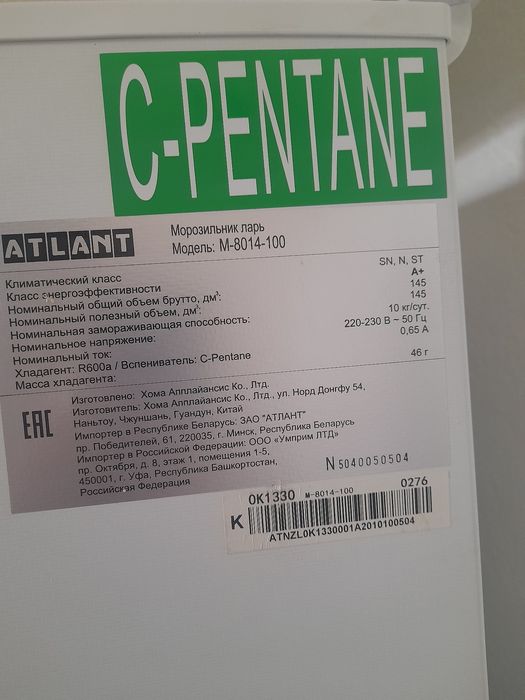 C-PENTANE
ATLANT
Морозильник ларь
Модель: М-8014-100
Климатический класс SN, N, ST
Класс энергоэффективности A+
Номинальный общий объем брутто, дм³: 145
Номинальный полезный объем, дм³: 145
Номинальная замораживающая способность: 10 кг/сут.
Номинальное напряжение: 220-230 В ~ 50 Гц
Номинальный ток: 0,65 А
Хладагент: R600a / Вспениватель: C-Pentane
Масса хладагента: 46 г
EAC
Изготовлено: Хома Апплайансис Ко., Лтд.
Изготовитель: Хома Апплайансис Ко., Лтд., ул. Норд Донгфу 54,
Наньтоу, Чжуншань, Гуандун, Китай
Импортер в Республику Беларусь: ЗАО "АТЛАНТ"
пр. Победителей, 61, 220035, г. Минск, Республика Беларусь
Импортер в Российской Федерации: ООО «Умприм ЛТД»
пр. Октября, д. 8, этаж 1, помещения 1-5,
450001, г. Уфа, Республика Башкортостан,
Российская Федерация
N 5040050504
0K1330 M-8014-100 0276
K
ATNZL0K1330001A2010100504